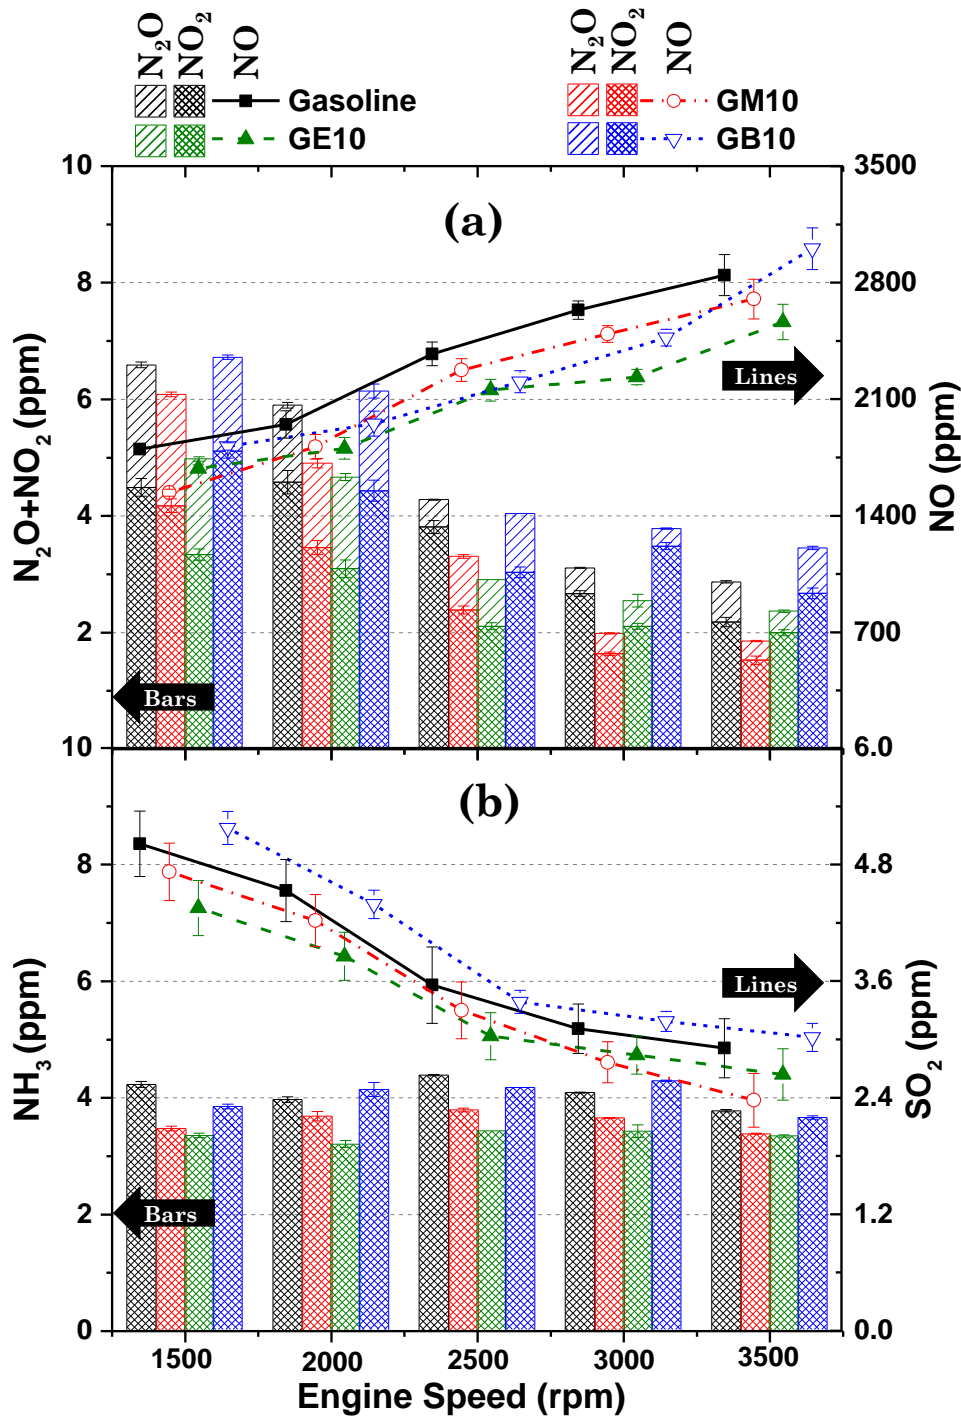 N2O NO2 NO N2O NO2 NO
Gasoline GM10
GE10 GB10
(a)
10 3500
8 2800
6 2100
4 1400
2 700
10 6.0
N2O+NO2 (ppm)
NO (ppm)
Lines
Bars
(b)
8 4.8
6 3.6
4 2.4
2 1.2
0 0.0
NH3 (ppm)
SO2 (ppm)
Lines
Bars
1500 2000 2500 3000 3500
Engine Speed (rpm)